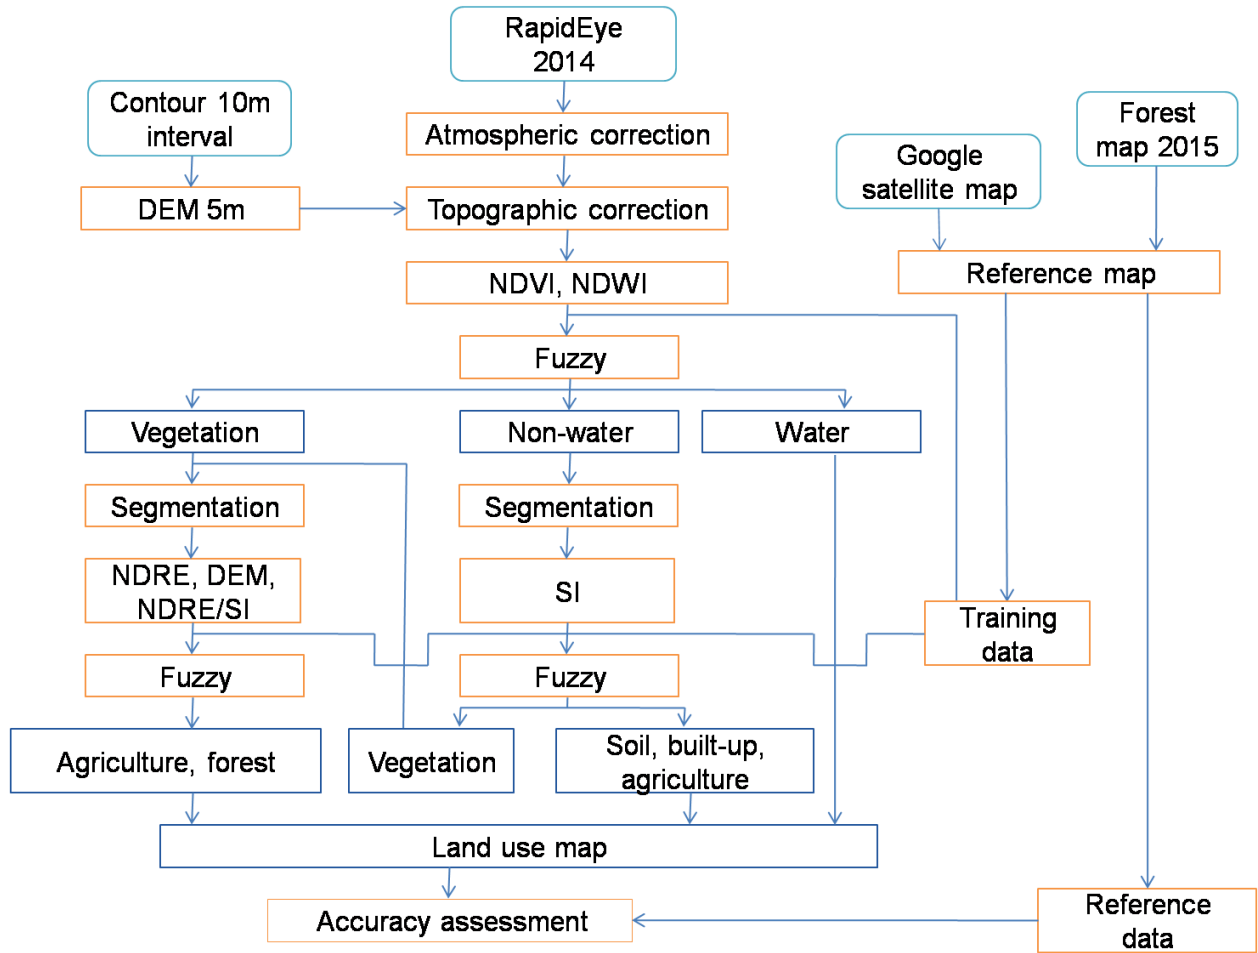 RapidEye
2014
Contour 10m
interval
Forest
map 2015
Atmospheric correction
Google
satellite map
DEM 5m
Topographic correction
Reference map
NDVI, NDWI
Fuzzy
Vegetation
Non-water
Water
Segmentation
Segmentation
NDRE, DEM,
NDRE/SI
SI
Training
data
Fuzzy
Fuzzy
Agriculture, forest
Vegetation
Soil, built-up,
agriculture
Land use map
Accuracy assessment
Reference
data